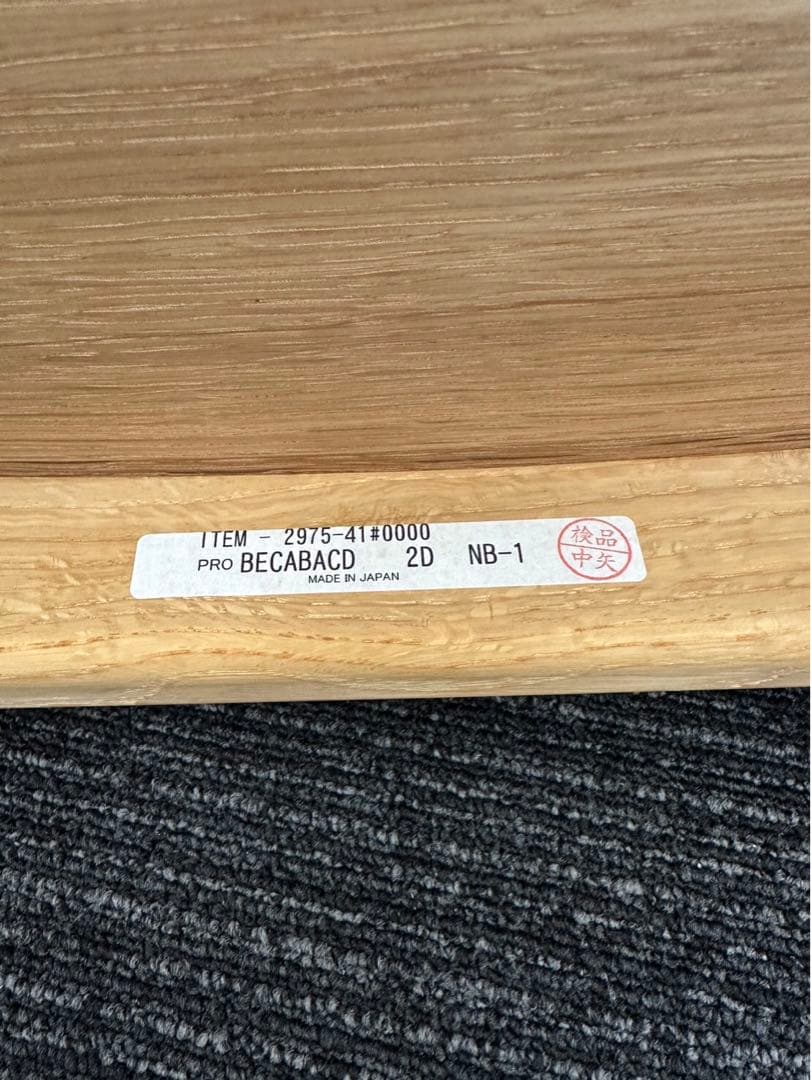 ITEM - 2975-41#0000
PRO BECABACD 2D NB-1
MADE IN JAPAN
検品
中矢